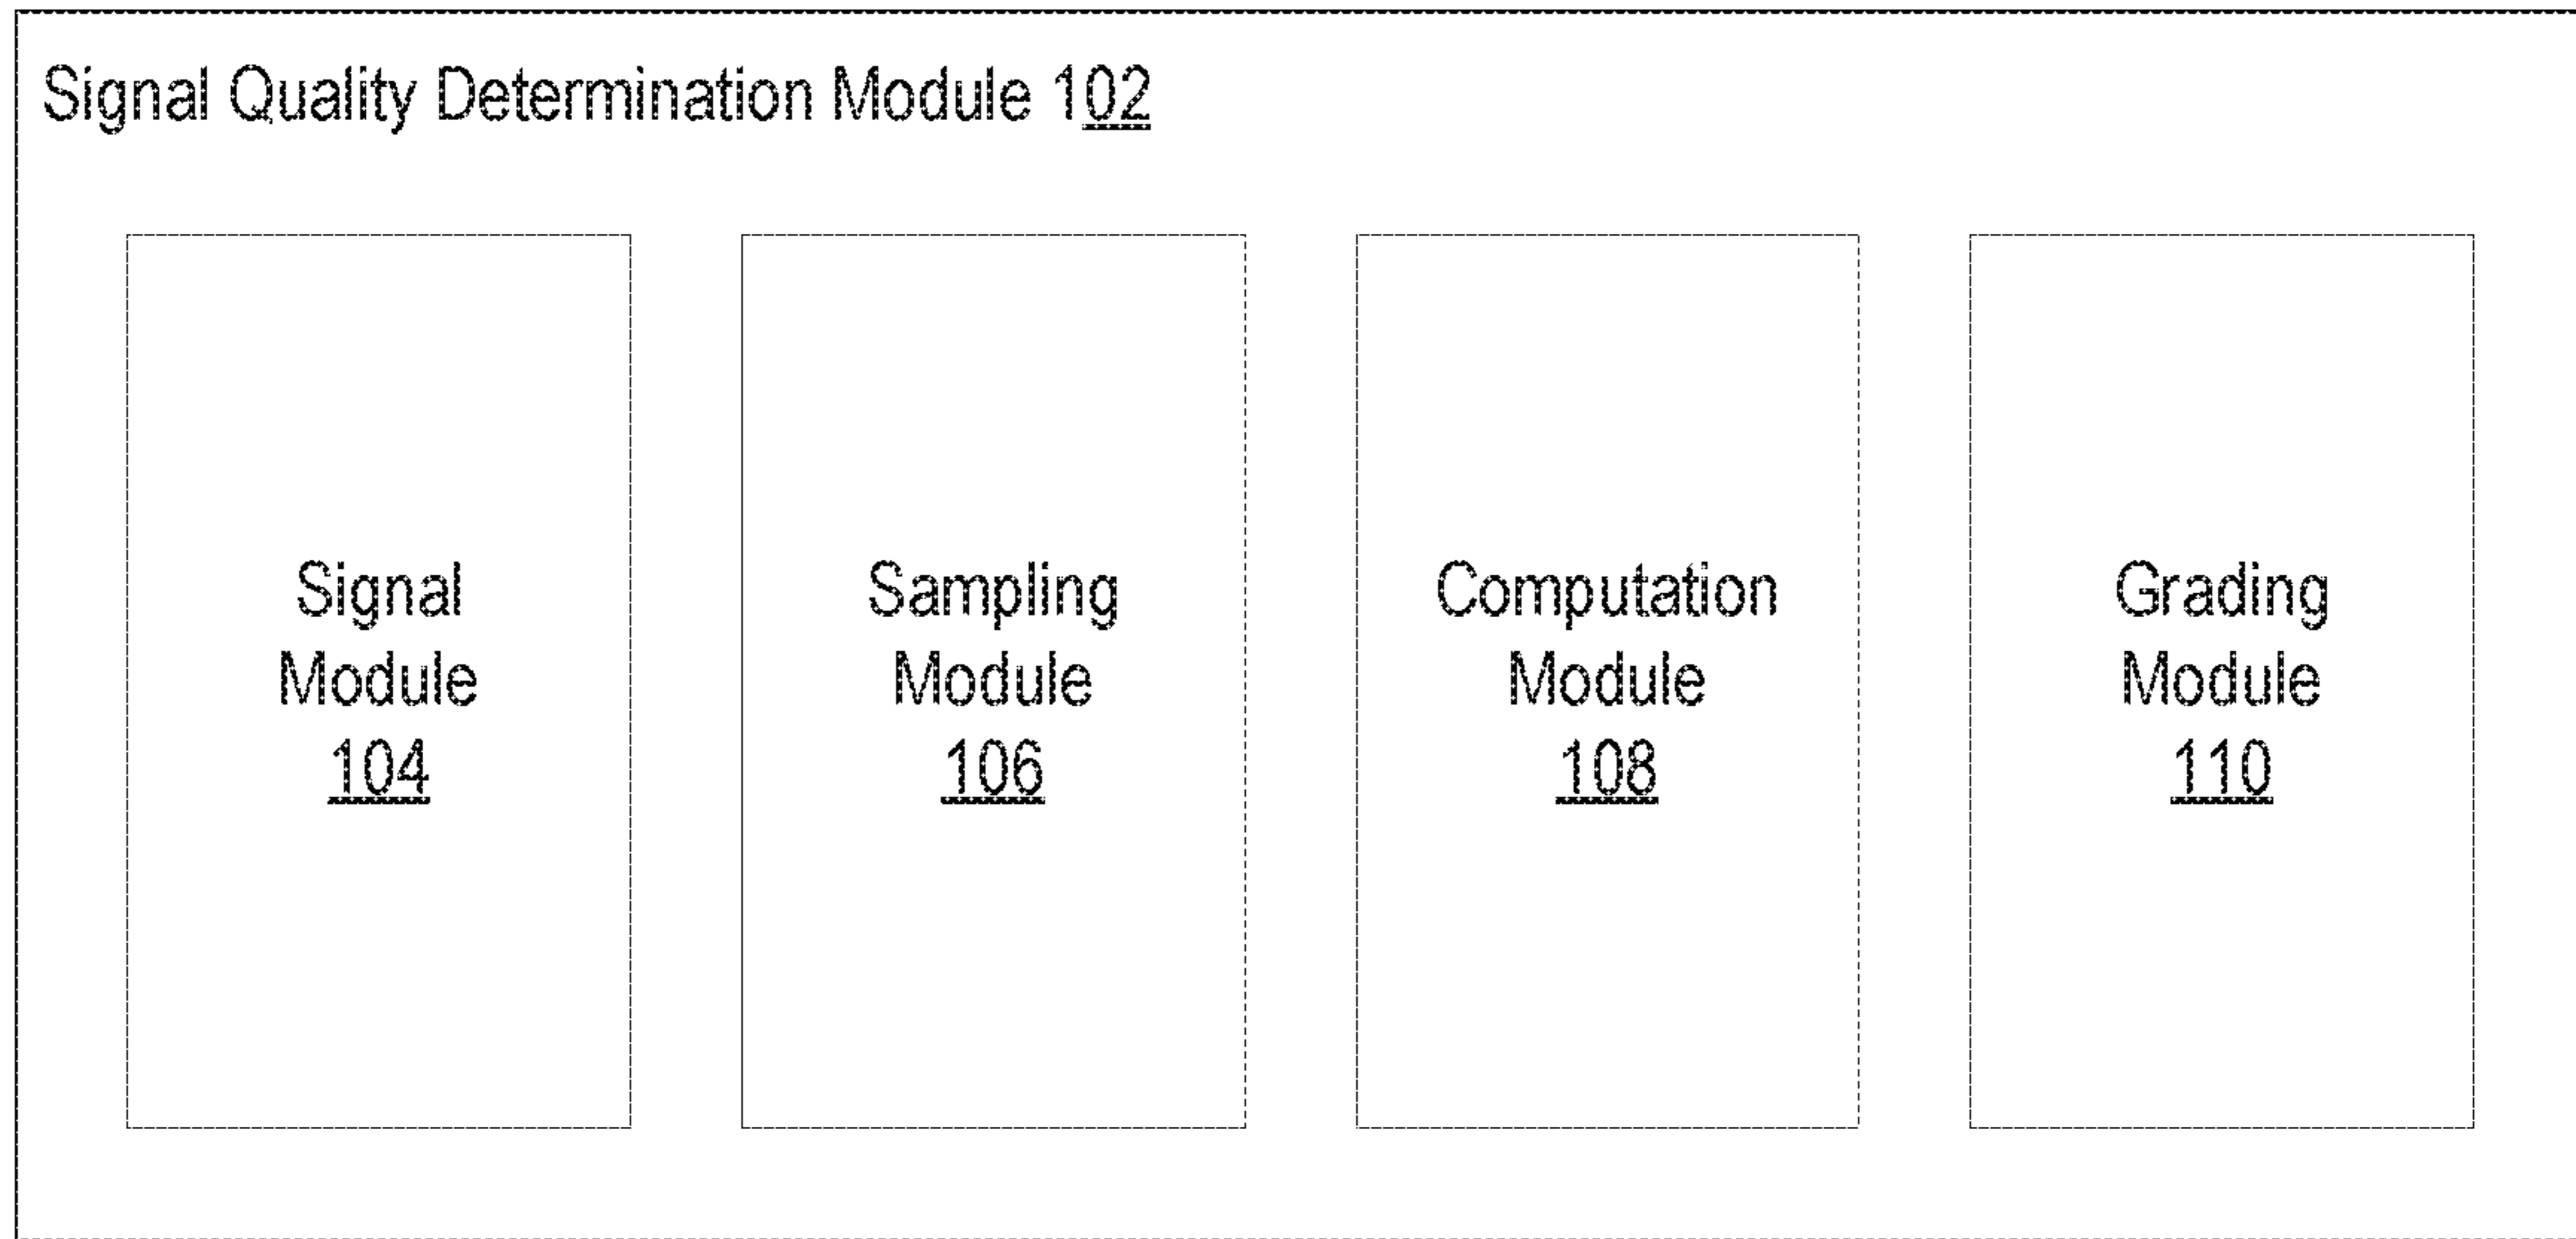 Signal Quality Determination Module 102
Signal
Module
104
Sampling
Module
106
Computation
Module
108
Grading
Module
110